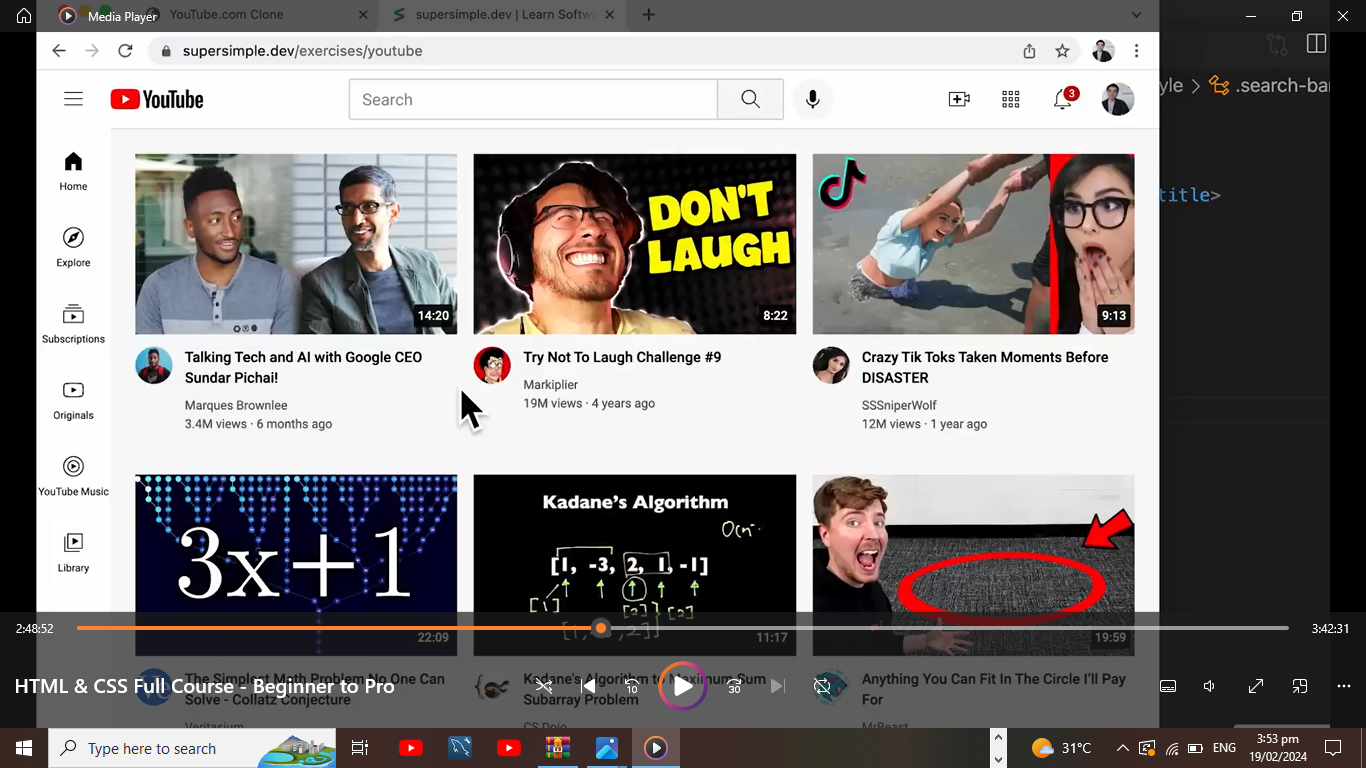 Media Player
YouTube.com Clone
supersimple.dev | Learn Softw
supersimple.dev/exercises/youtube
YouTube
Search
3
yle > .search-bar
title>
Home
Explore
Subscriptions
Originals
YouTube Music
Library
14:20
DON'T
LAUGH
8:22
9:13
Talking Tech and AI with Google CEO
Sundar Pichai!
Marques Brownlee
3.4M views · 6 months ago
Try Not To Laugh Challenge #9
Markiplier
19M views · 4 years ago
Crazy Tik Toks Taken Moments Before
DISASTER
SSSniperWolf
12M views · 1 year ago
3x+1
22:09
Kadane's Algorithm
[1, -3, 2, 1, -1]
11:17
19:59
2:48:52
3:42:31
The Simplest Math Problem No One Can
Solve - Collatz Conjecture
Veritasium
Kadane's Algorithm to Maximum Sum
Subarray Problem
CS Dojo
Anything You Can Fit In The Circle I'll Pay
For
MrBeast
HTML & CSS Full Course - Beginner to Pro
10
30
Type here to search
31°C
ENG
3:53 pm
19/02/2024